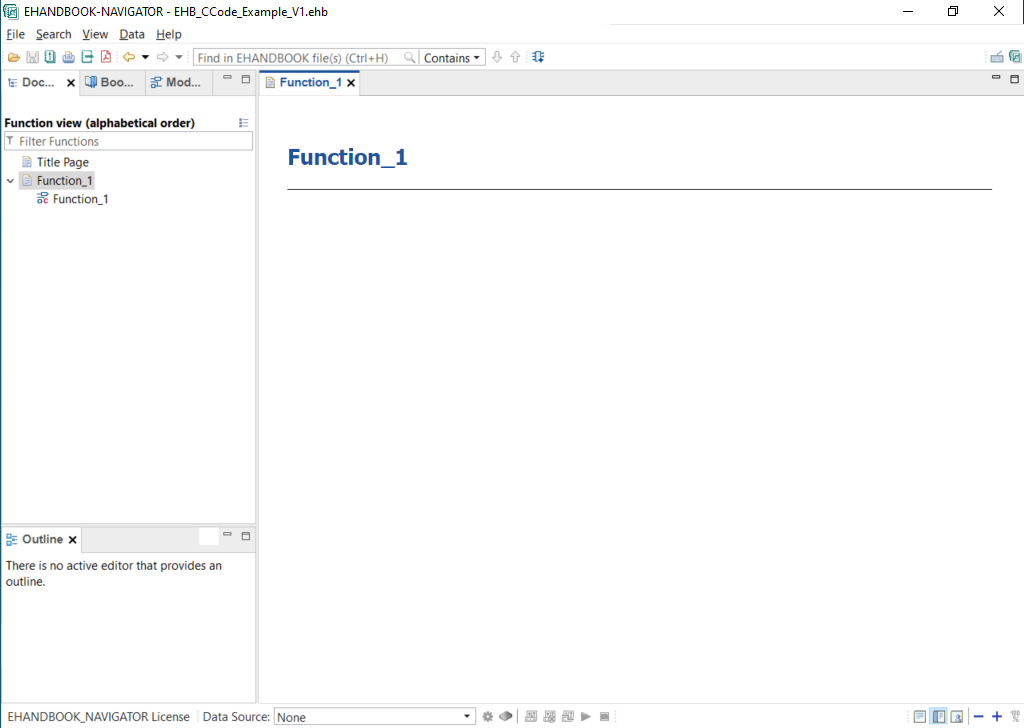 EHANDBOOK-NAVIGATOR - EHB_CCode_Example_V1.ehb
File Search View Data Help
Find in EHANDBOOK file(s) (Ctrl+H) Contains
Doc... Boo... Mod... Function_1
Function view (alphabetical order)
Filter Functions
Title Page
Function_1
Function_1
Function_1
Outline
There is no active editor that provides an
outline.
EHANDBOOK_NAVIGATOR License Data Source: None